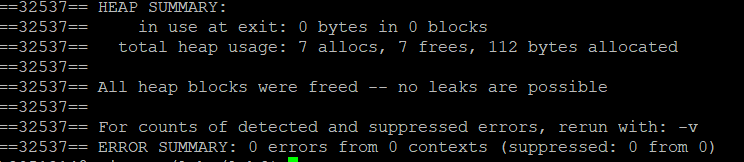 ==32537== HEAP SUMMARY:
==32537==     in use at exit: 0 bytes in 0 blocks
==32537==   total heap usage: 7 allocs, 7 frees, 112 bytes allocated
==32537==
==32537== All heap blocks were freed -- no leaks are possible
==32537==
==32537== For counts of detected and suppressed errors, rerun with: -v
==32537== ERROR SUMMARY: 0 errors from 0 contexts (suppressed: 0 from 0)